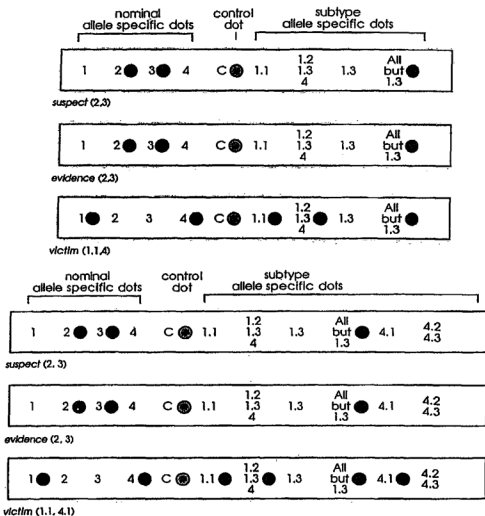 nominal control subtype
allele specific dots dot allele specific dots
1 2 3 4 C 1.1 1.2 1.3 4 1.3 All but 1.3
suspect (2,3)
1 2 3 4 C 1.1 1.2 1.3 4 1.3 All but 1.3
evidence (2,3)
1 2 3 4 C 1.1 1.2 1.3 4 1.3 All but 1.3
victim (1.1,4)
nominal control subtype
allele specific dots dot allele specific dots
1 2 3 4 C 1.1 1.2 1.3 4 1.3 All but 1.3 4.1 4.2 4.3
suspect (2, 3)
1 2 3 4 C 1.1 1.2 1.3 4 1.3 All but 1.3 4.1 4.2 4.3
evidence (2, 3)
1 2 3 4 C 1.1 1.2 1.3 4 1.3 All but 1.3 4.1 4.2 4.3
victim (1.1, 4.1)